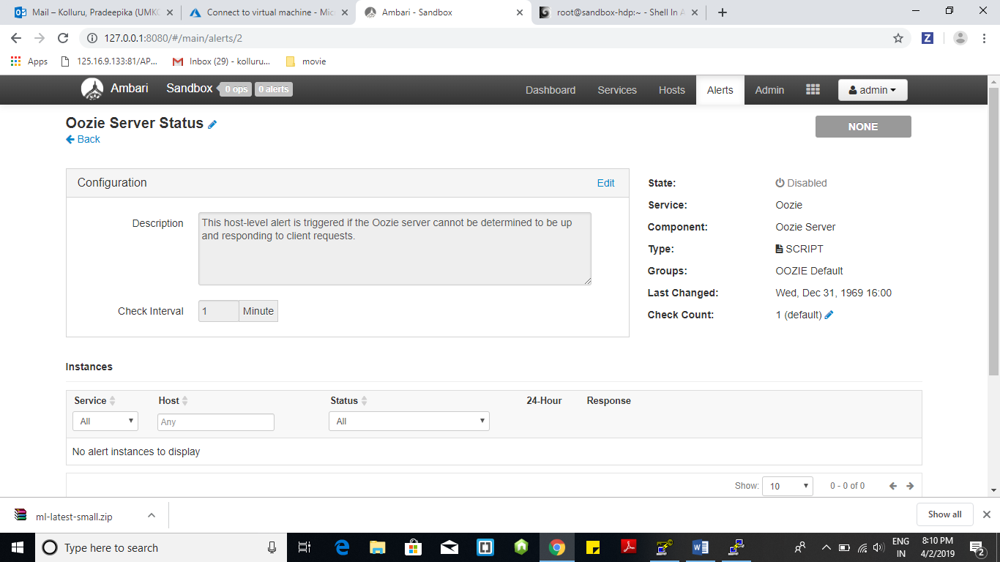 Mail – Kolluru, Pradeepika (UMKC
Connect to virtual machine - Mic
Ambari - Sandbox
root@sandbox-hdp:~ - Shell In A
127.0.0.1:8080/#/main/alerts/2
Z
Apps
125.16.9.133:81/AP...
Inbox (29) - kolluru...
movie
Ambari
Sandbox
0 ops
0 alerts
Dashboard
Services
Hosts
Alerts
Admin
admin
Oozie Server Status
NONE
Back
Configuration
Edit
Description
This host-level alert is triggered if the Oozie server cannot be determined to be up
and responding to client requests.
Check Interval
1 Minute
State: Disabled
Service: Oozie
Component: Oozie Server
Type: SCRIPT
Groups: OOZIE Default
Last Changed: Wed, Dec 31, 1969 16:00
Check Count: 1 (default)
Instances
Service Host Status 24-Hour Response
All Any All
No alert instances to display
Show: 10 0 - 0 of 0
ml-latest-small.zip
Show all
Type here to search
ENG
IN
8:10 PM
4/2/2019
2